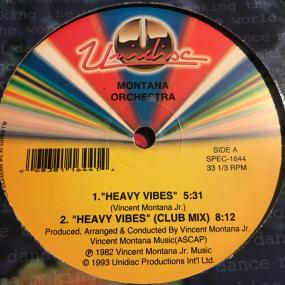 Unidisc
MONTANA
ORCHESTRA
SIDE A
SPEC-1644
33 1/3 RPM
1."HEAVY VIBES" 5:31
(Vincent Montana Jr.)
2. "HEAVY VIBES" (CLUB MIX) 8:12
Produced, Arranged & Conducted By Vincent Montana Jr.
Vincent Montana Music(ASCAP)
℗ 1982 Vincent Montana Jr. Music
© 1993 Unidisc Productions Int'l Ltd.